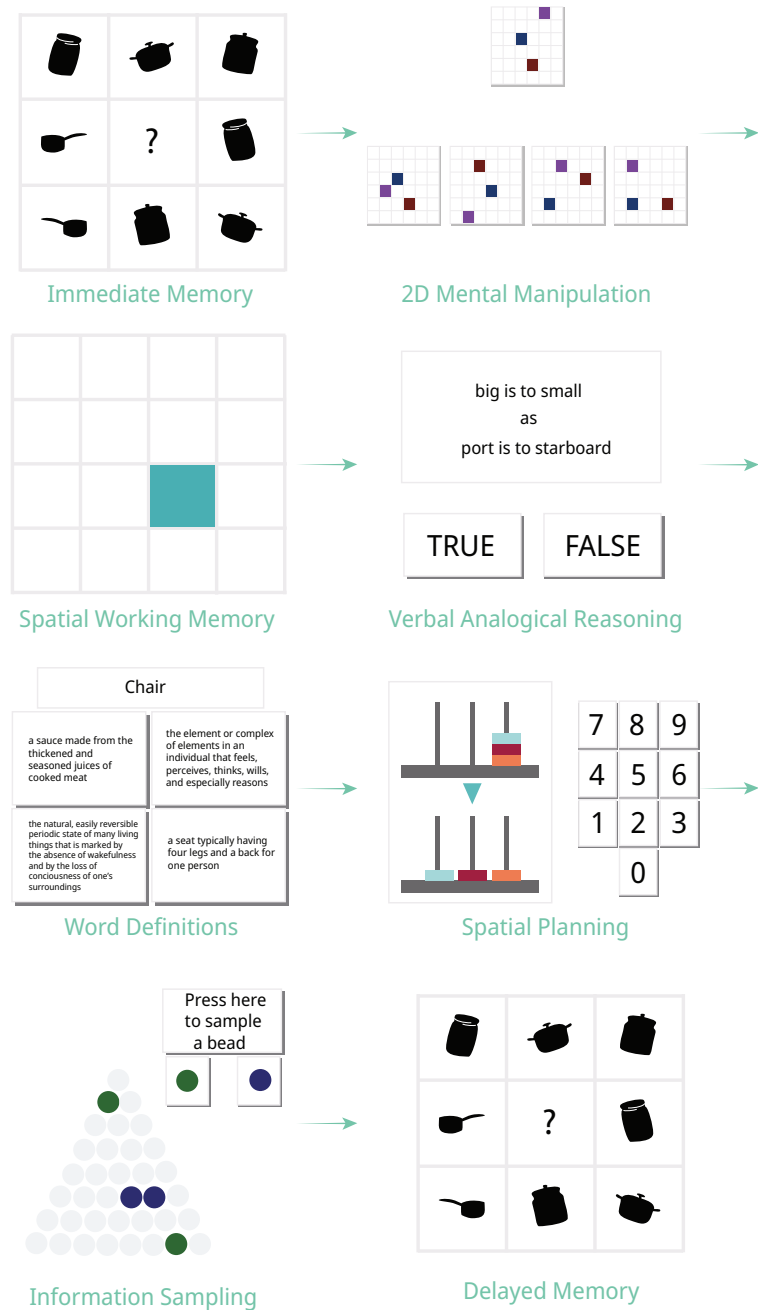 ?
Immediate Memory
2D Mental Manipulation
Spatial Working Memory
big is to small
as
port is to starboard
TRUE
FALSE
Verbal Analogical Reasoning
Chair
a sauce made from the
thickened and
seasoned juices of
cooked meat
the element or complex
of elements in an
individual that feels,
perceives, thinks, wills,
and especially reasons
the natural, easily reversible
periodic state of many living
things that is marked by
the absence of wakefulness
and by the loss of
conciousness of one's
surroundings
a seat typically having
four legs and a back for
one person
Word Definitions
7 8 9
4 5 6
1 2 3
0
Spatial Planning
Press here
to sample
a bead
Information Sampling
?
Delayed Memory